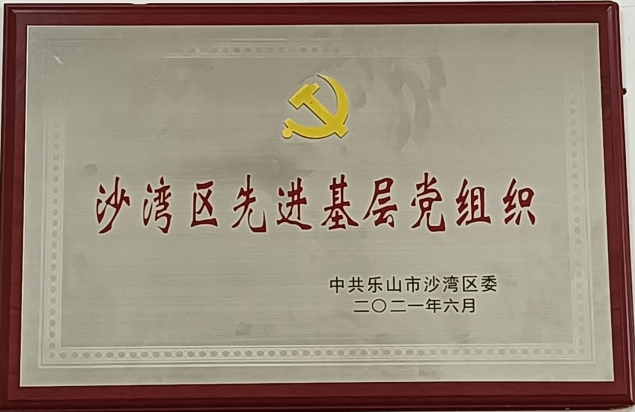 沙湾区先进基层党组织
中共乐山市沙湾区委
二〇二一年六月